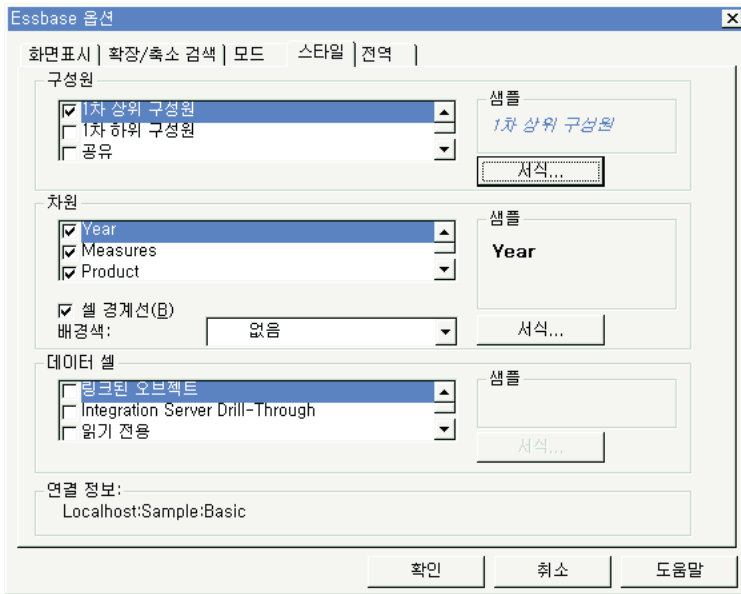 Essbase 옵션
화면표시 확장/축소 검색 모드 스타일 전역
구성원
1차 상위 구성원
1차 하위 구성원
공유
샘플
1차 상위 구성원
서식...
차원
Year
Measures
Product
샘플
Year
셀 경계선(B)
배경색: 없음
서식...
데이터 셀
링크된 오브젝트
Integration Server Drill-Through
읽기 전용
샘플
서식...
연결 정보:
Localhost:Sample:Basic
확인 취소 도움말